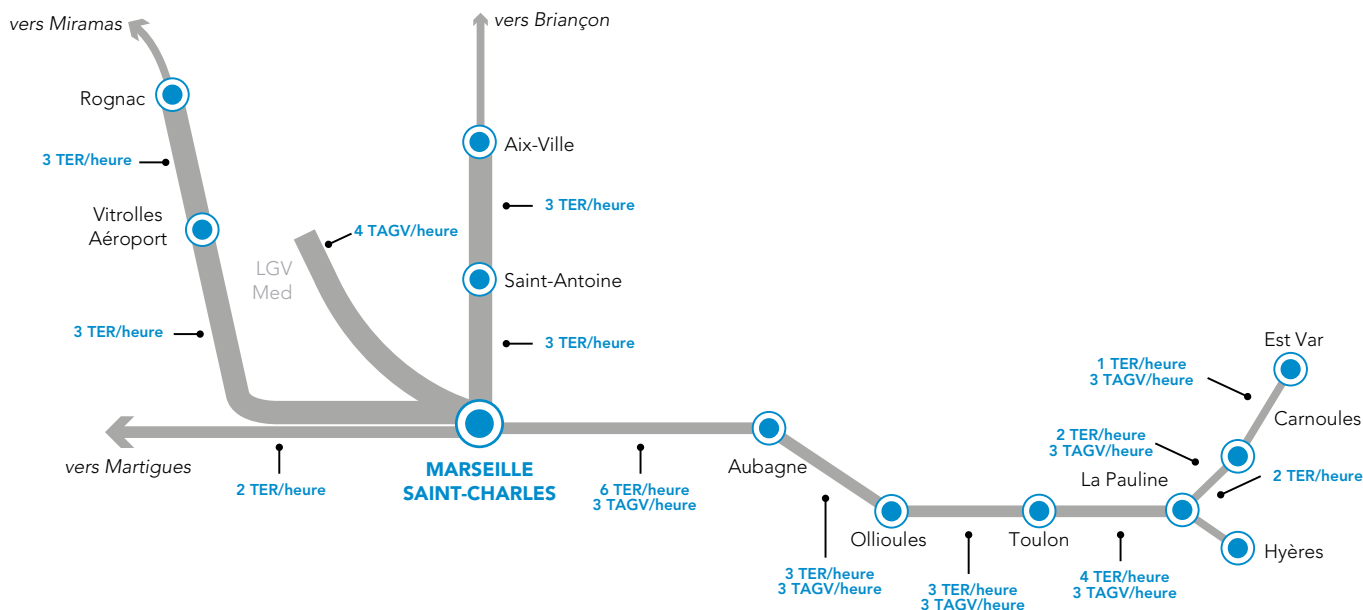 vers Miramas
vers Briançon
Rognac
3 TER/heure
Aix-Ville
3 TER/heure
Vitrolles
Aéroport
4 TAGV/heure
LGV
Med
Saint-Antoine
3 TER/heure
3 TER/heure
Est Var
1 TER/heure
3 TAGV/heure
Carnoules
2 TER/heure
3 TAGV/heure
La Pauline
2 TER/heure
vers Martigues
2 TER/heure
MARSEILLE
SAINT-CHARLES
6 TER/heure
3 TAGV/heure
Aubagne
Ollioules
Toulon
Hyères
3 TER/heure
3 TAGV/heure
3 TER/heure
3 TAGV/heure
4 TER/heure
3 TAGV/heure